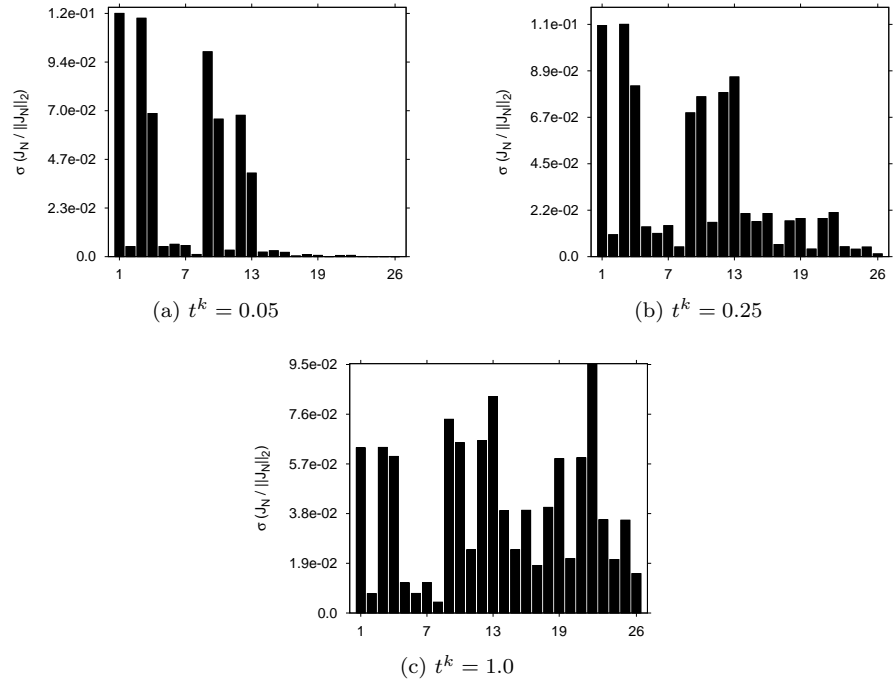 1.2e-01
9.4e-02
7.0e-02
4.7e-02
2.3e-02
0.0
σ (J_N / ||J_N||_2)
1 7 13 19 26
(a) t^k = 0.05
1.1e-01
8.9e-02
6.7e-02
4.5e-02
2.2e-02
0.0
σ (J_N / ||J_N||_2)
1 7 13 19 26
(b) t^k = 0.25
9.5e-02
7.6e-02
5.7e-02
3.8e-02
1.9e-02
0.0
σ (J_N / ||J_N||_2)
1 7 13 19 26
(c) t^k = 1.0